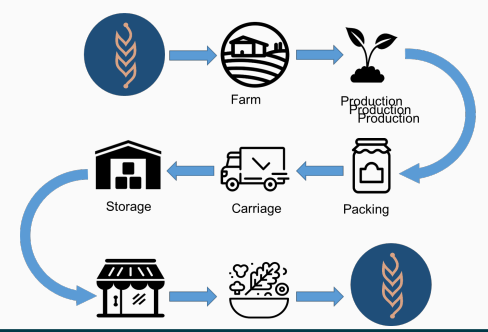 Farm
Production
Production
Production
Storage
Carriage
Packing